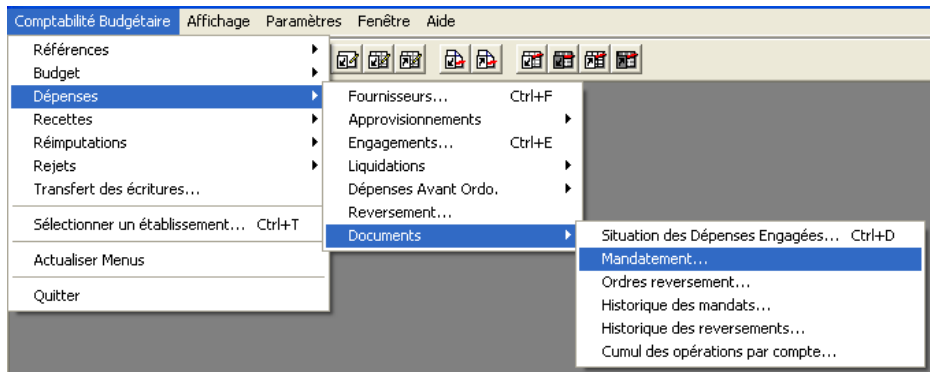 Comptabilité Budgétaire Affichage Paramètres Fenêtre Aide
Références
Budget
Dépenses
Recettes
Réimputations
Rejets
Transfert des écritures...
Sélectionner un établissement... Ctrl+T
Actualiser Menus
Quitter
Fournisseurs... Ctrl+F
Approvisionnements
Engagements... Ctrl+E
Liquidations
Dépenses Avant Ordo.
Reversement...
Documents
Situation des Dépenses Engagées... Ctrl+D
Mandatement...
Ordres reversement...
Historique des mandats...
Historique des reversements...
Cumul des opérations par compte...